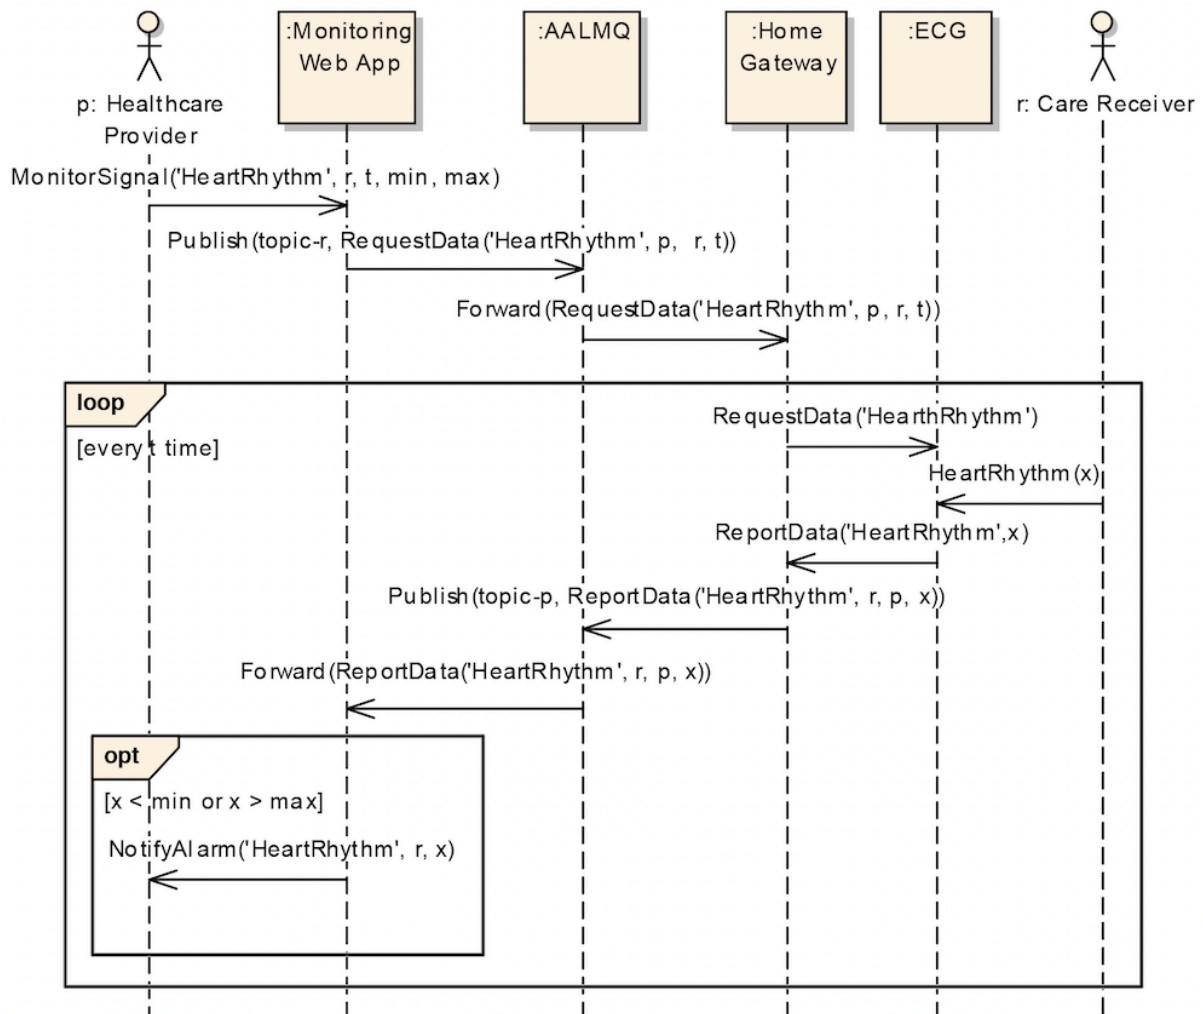 :Monitoring
Web App
:AALMQ
:Home
Gateway
:ECG
p: Healthcare
Provider
r: Care Receiver
MonitorSignal('HeartRhythm', r, t, min, max)
Publish(topic-r, RequestData('HeartRhythm', p, r, t))
Forward(RequestData('HeartRhythm', p, r, t))
loop
[every t time]
RequestData('HearthRhythm')
HeartRhythm(x)
ReportData('HeartRhythm',x)
Publish(topic-p, ReportData('HeartRhythm', r, p, x))
Forward(ReportData('HeartRhythm', r, p, x))
opt
[x < min or x > max]
NotifyAlarm('HeartRhythm', r, x)